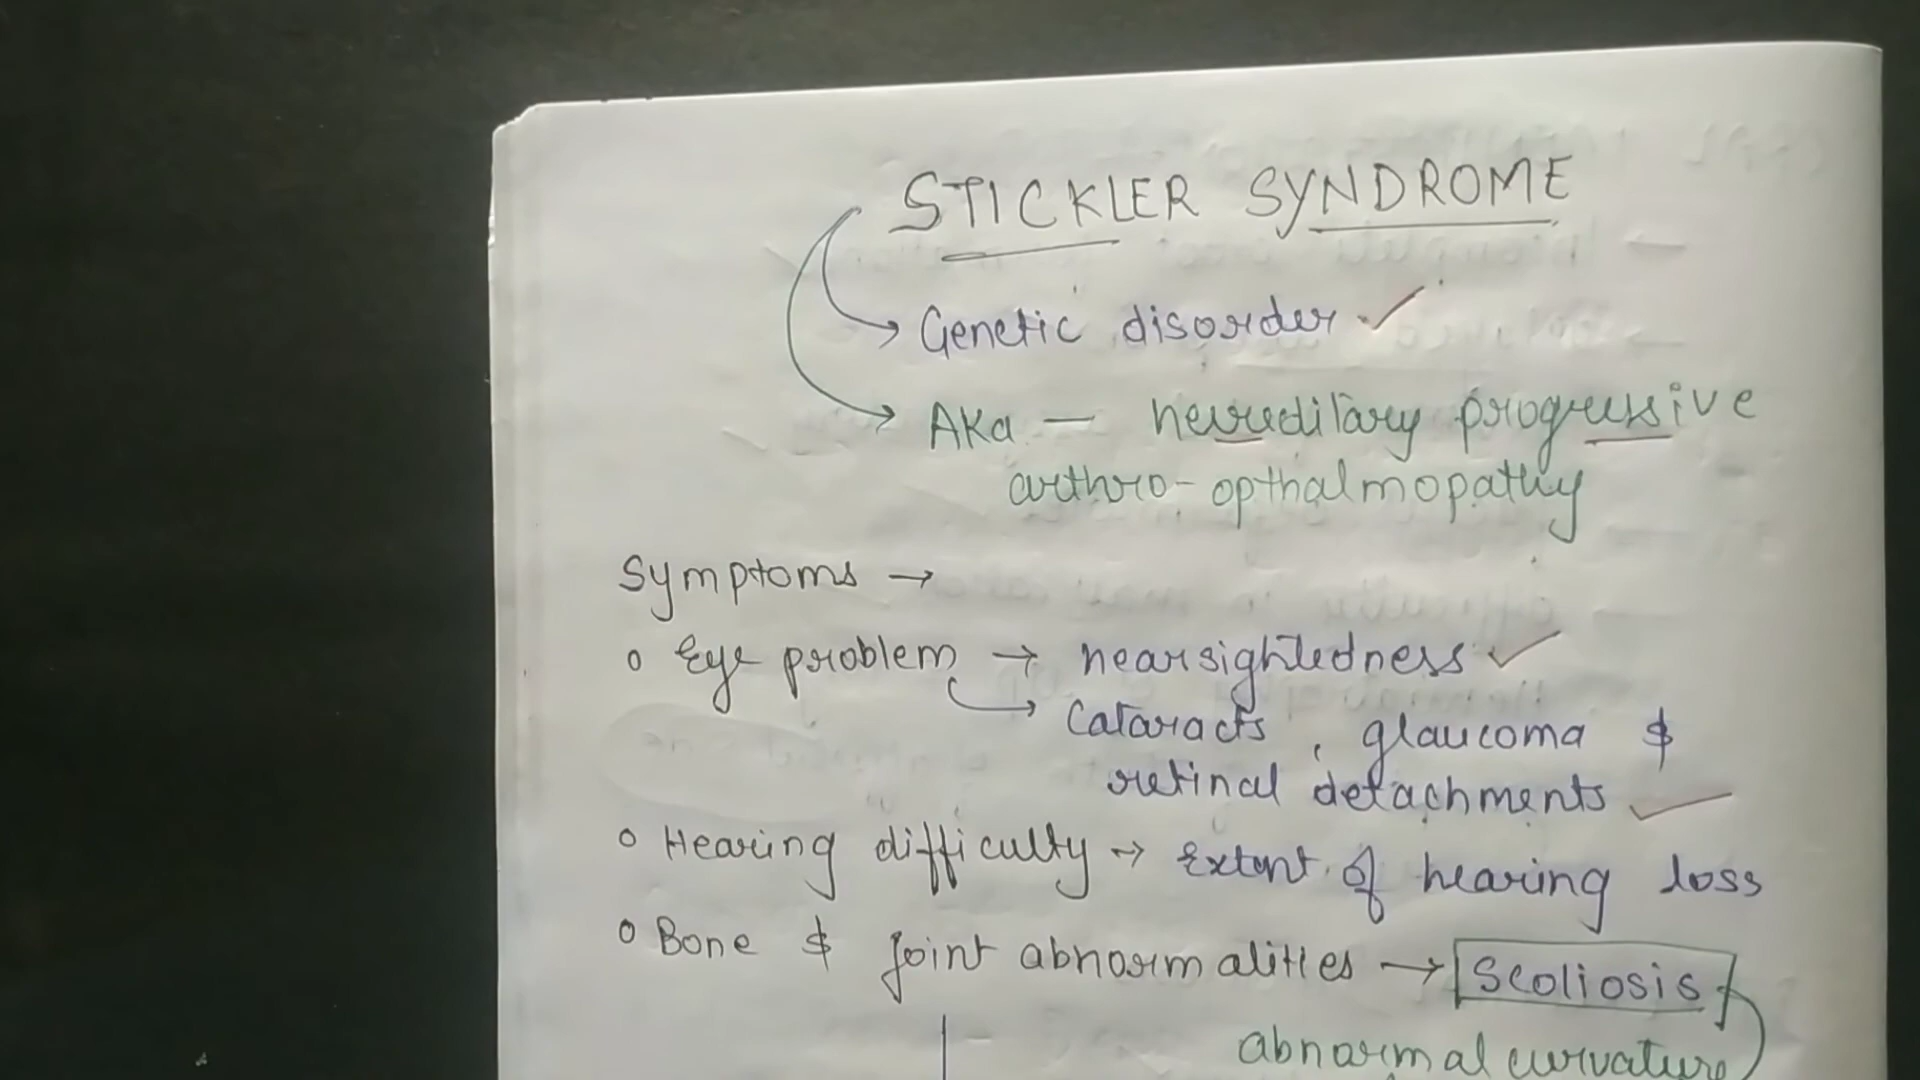 STICKLER SYNDROME
→ Genetic disorder ✓
→ AKa — hereditary progressive
arthro-opthalmopathy
Symptoms →
o Eye problem → nearsightedness ✓
→ Cataracts, glaucoma &
retinal detachments ✓
o Hearing difficulty → Extent of hearing loss
o Bone & joint abnormalities → Scoliosis
abnormal curvature